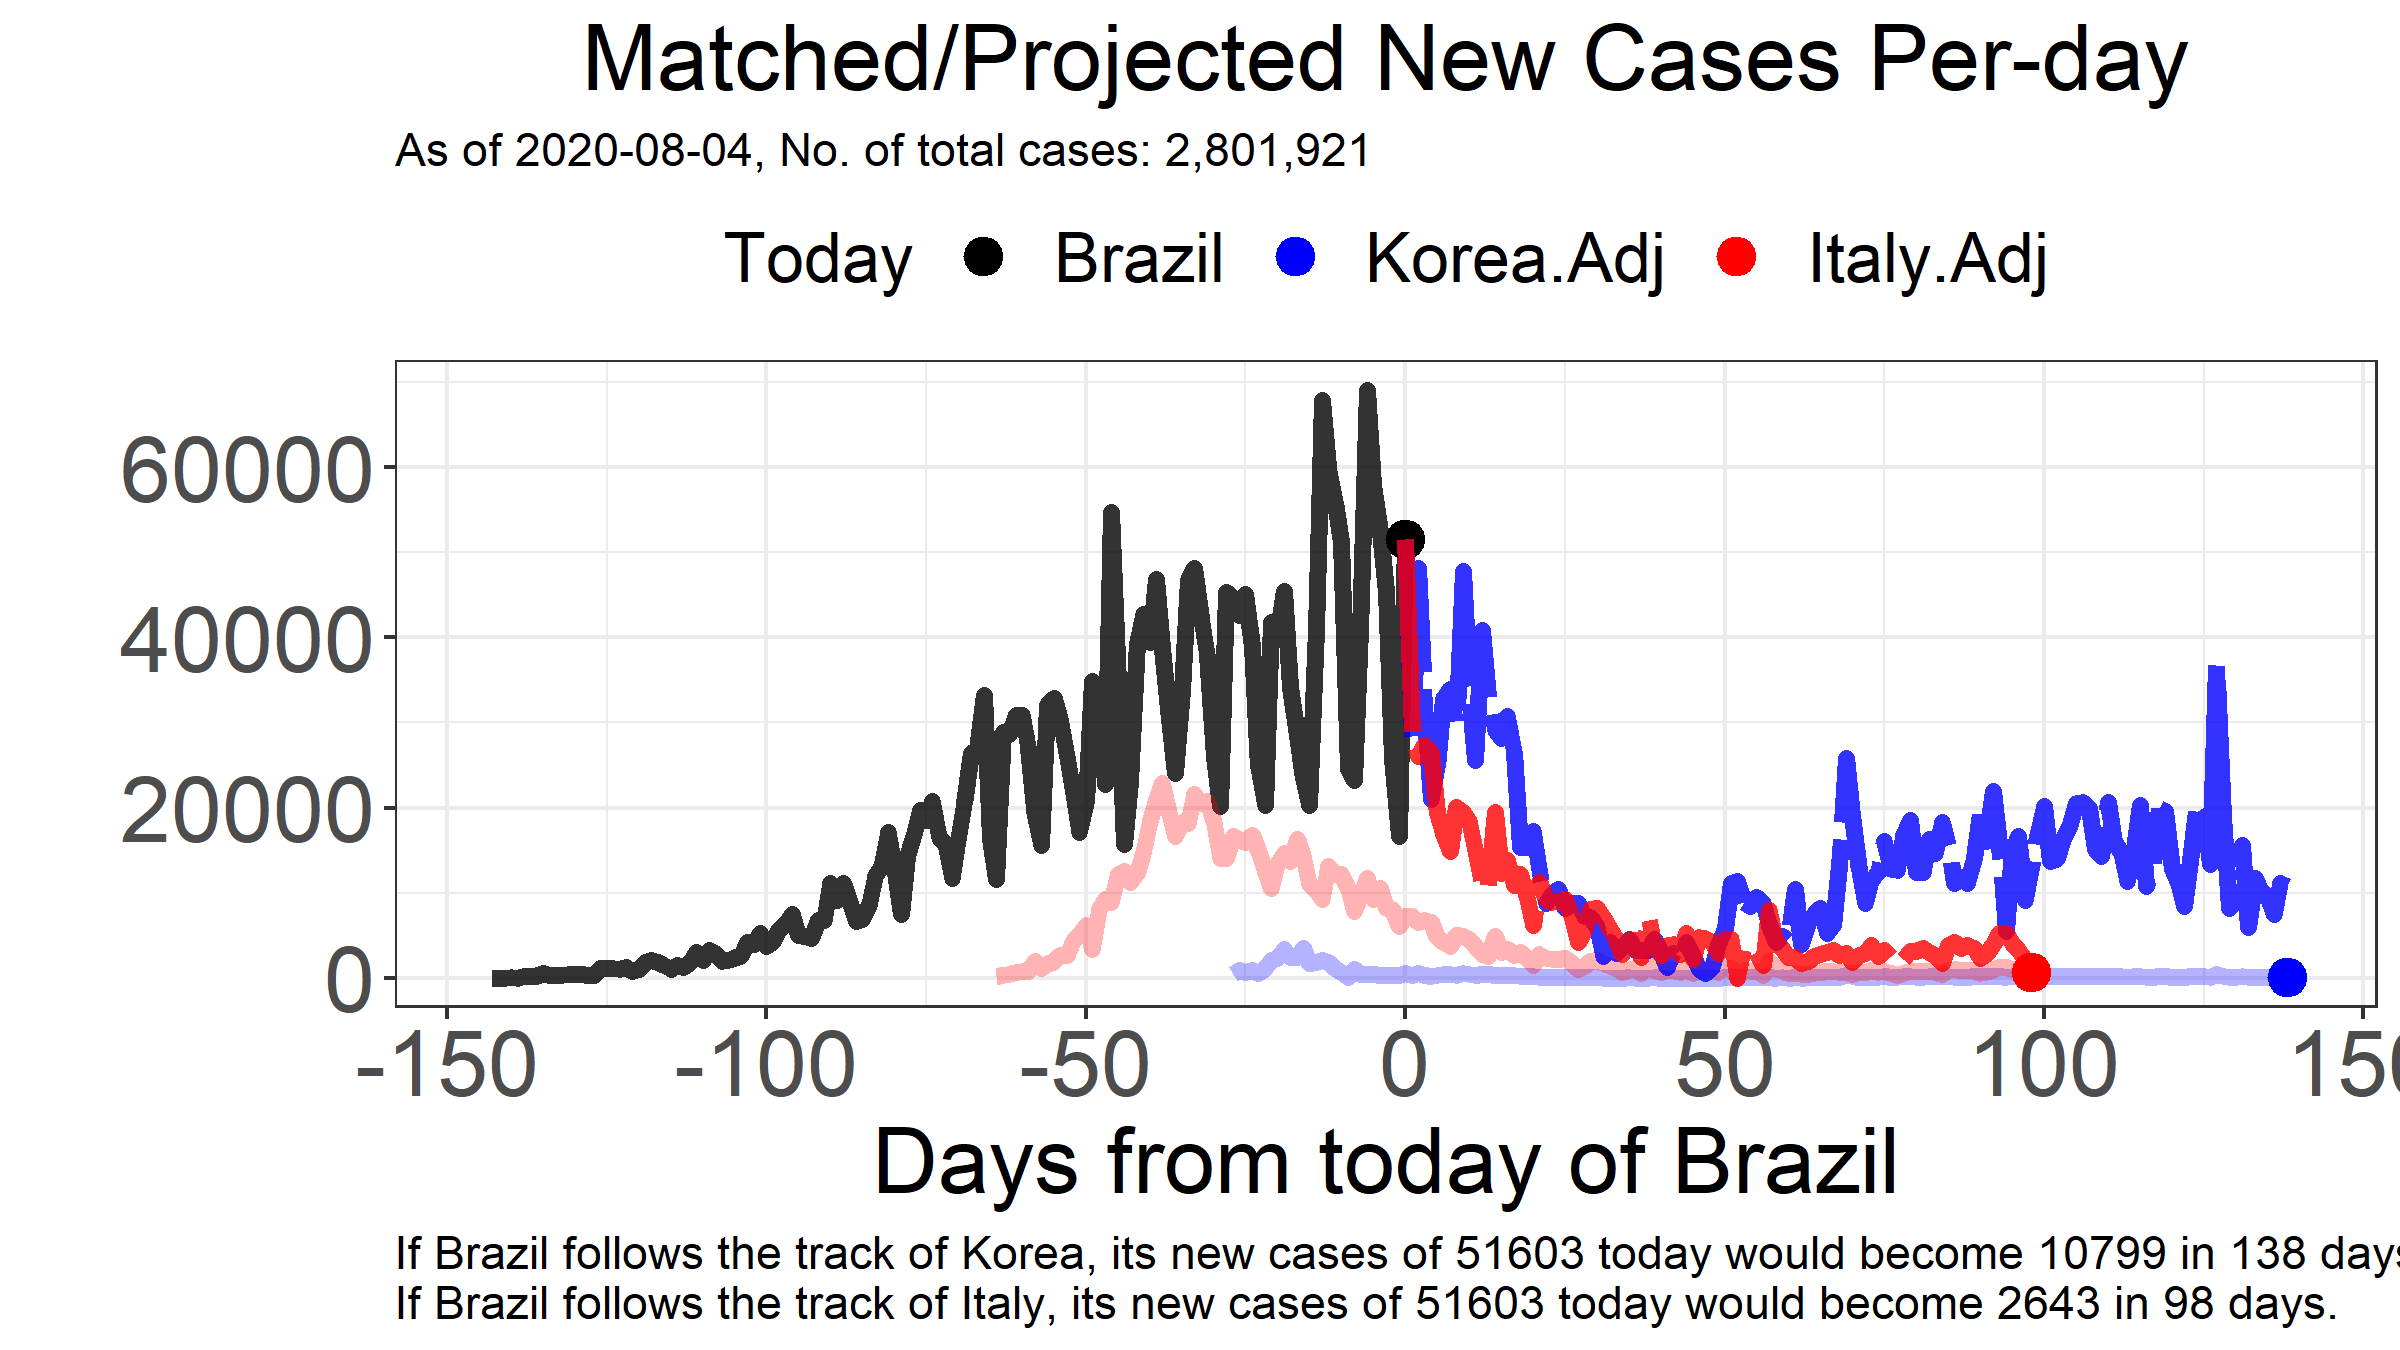 Matched/Projected New Cases Per-day
As of 2020-08-04, No. of total cases: 2,801,921
Today Brazil Korea.Adj Italy.Adj
60000
40000
20000
0
-150 -100 -50 0 50 100 150
Days from today of Brazil
If Brazil follows the track of Korea, its new cases of 51603 today would become 10799 in 138 days
If Brazil follows the track of Italy, its new cases of 51603 today would become 2643 in 98 days.